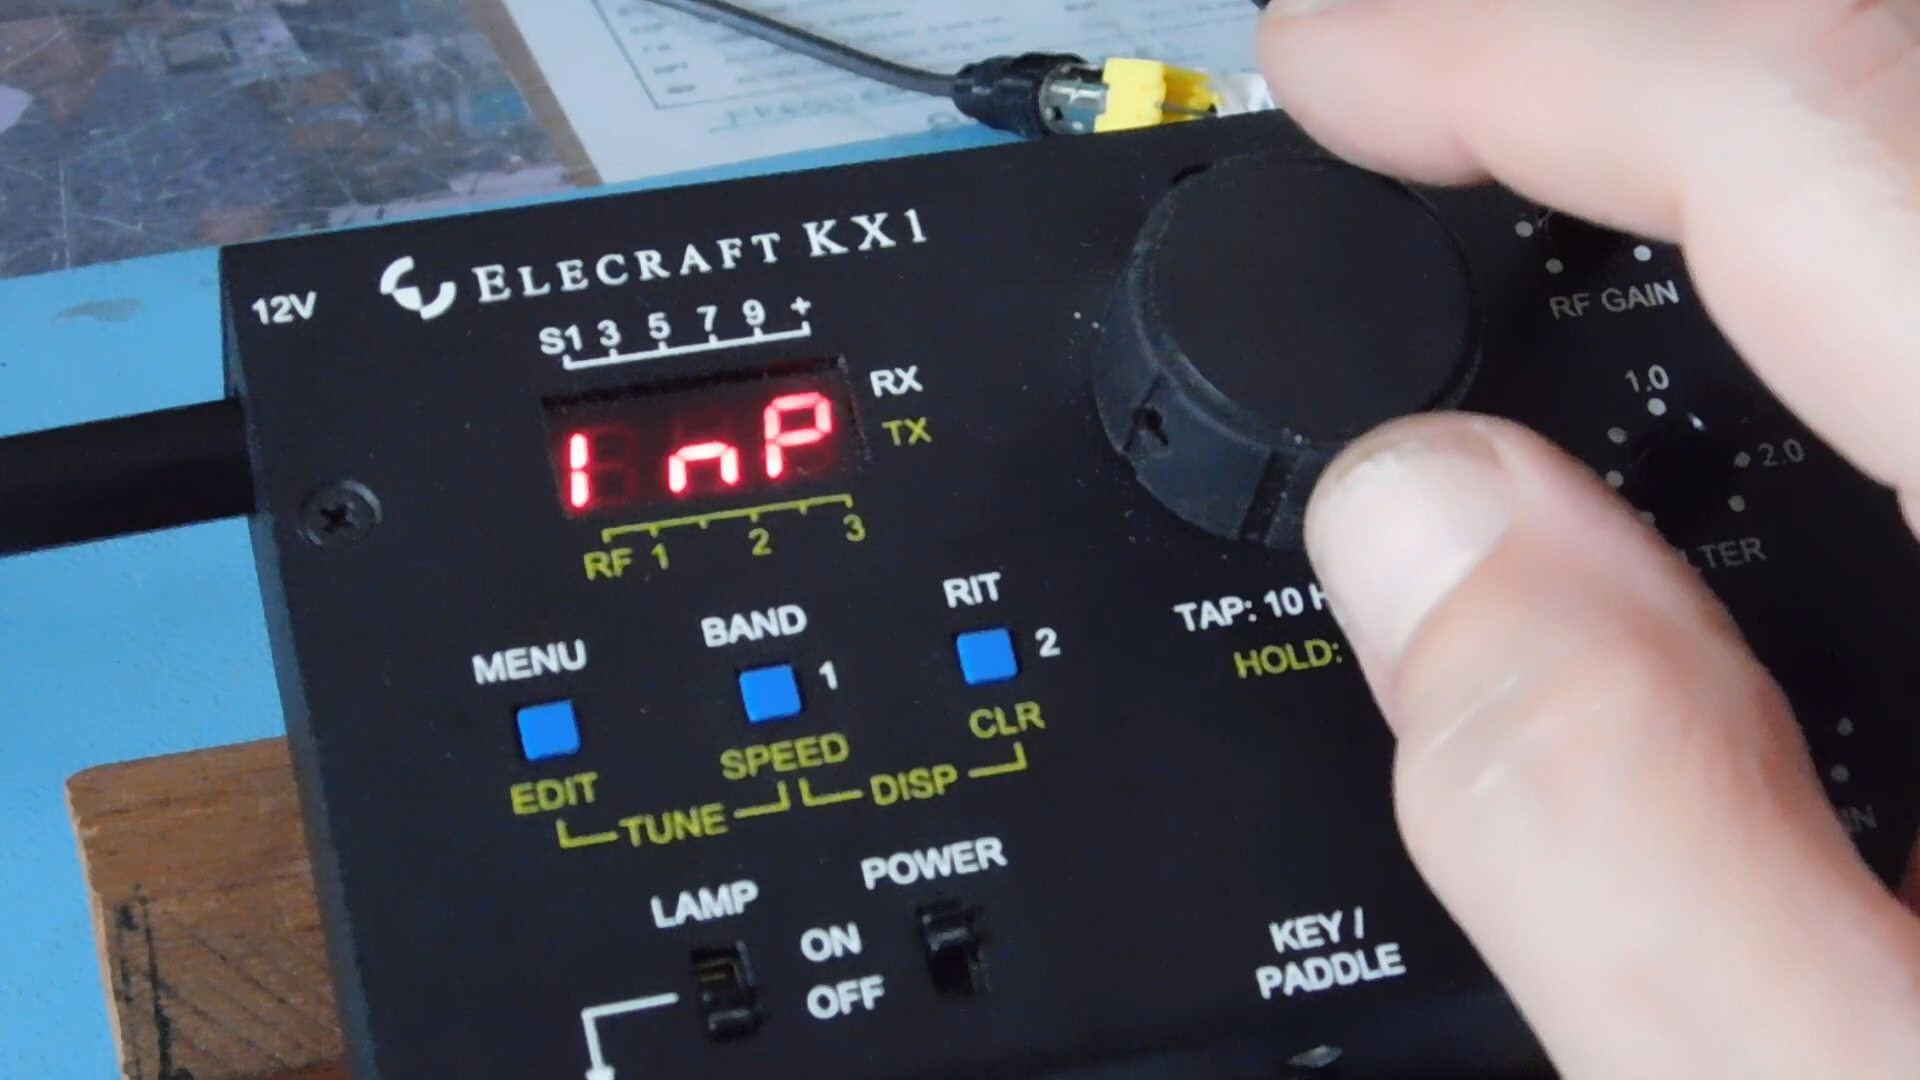 12V
ELECRAFT KX1
S1 3 5 7 9 +
RX
TX
InP
RF 1 2 3
RF GAIN
1.0
2.0
MENU
BAND
RIT
1
2
EDIT
SPEED
CLR
TUNE
DISP
TAP: 10
HOLD:
LAMP
POWER
ON
OFF
KEY /
PADDLE